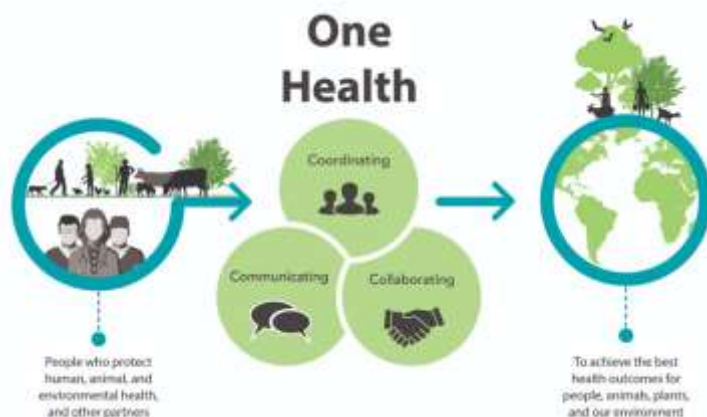 One
Health
Coordinating
Communicating
Collaborating
People who protect
human, animal, and
environmental health,
and other partners
To achieve the best
health outcomes for
people, animals, plants,
and our environment